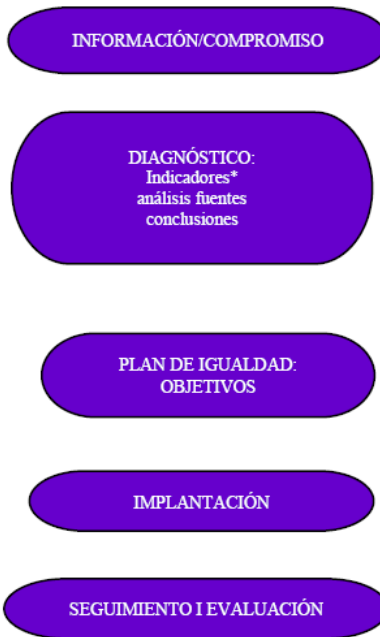 INFORMACIÓN/COMPROMISO
DIAGNÓSTICO:
Indicadores*
análisis fuentes
conclusiones
PLAN DE IGUALDAD:
OBJETIVOS
IMPLANTACIÓN
SEGUIMIENTO I EVALUACIÓN